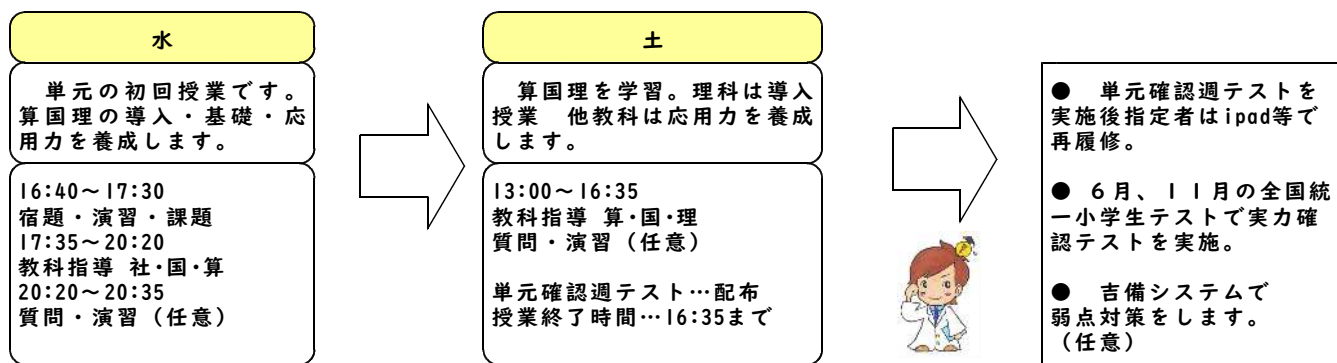 水
単元の初回授業です。
算国理の導入・基礎・応
用力を養成します。
16:40～17:30
宿題・演習・課題
17:35～20:20
教科指導 社・国・算
20:20～20:35
質問・演習（任意）
土
算国理を学習。理科は導入
授業　他教科は応用力を養成
します。
13:00～16:35
教科指導 算・国・理
質問・演習（任意）
単元確認週テスト…配布
授業終了時間…16:35まで
●　単元確認週テストを
実施後指定者はipad等で
再履修。
●　６月、１１月の全国統
一小学生テストで実力確
認テストを実施。
●　吉備システムで
弱点対策をします。
（任意）